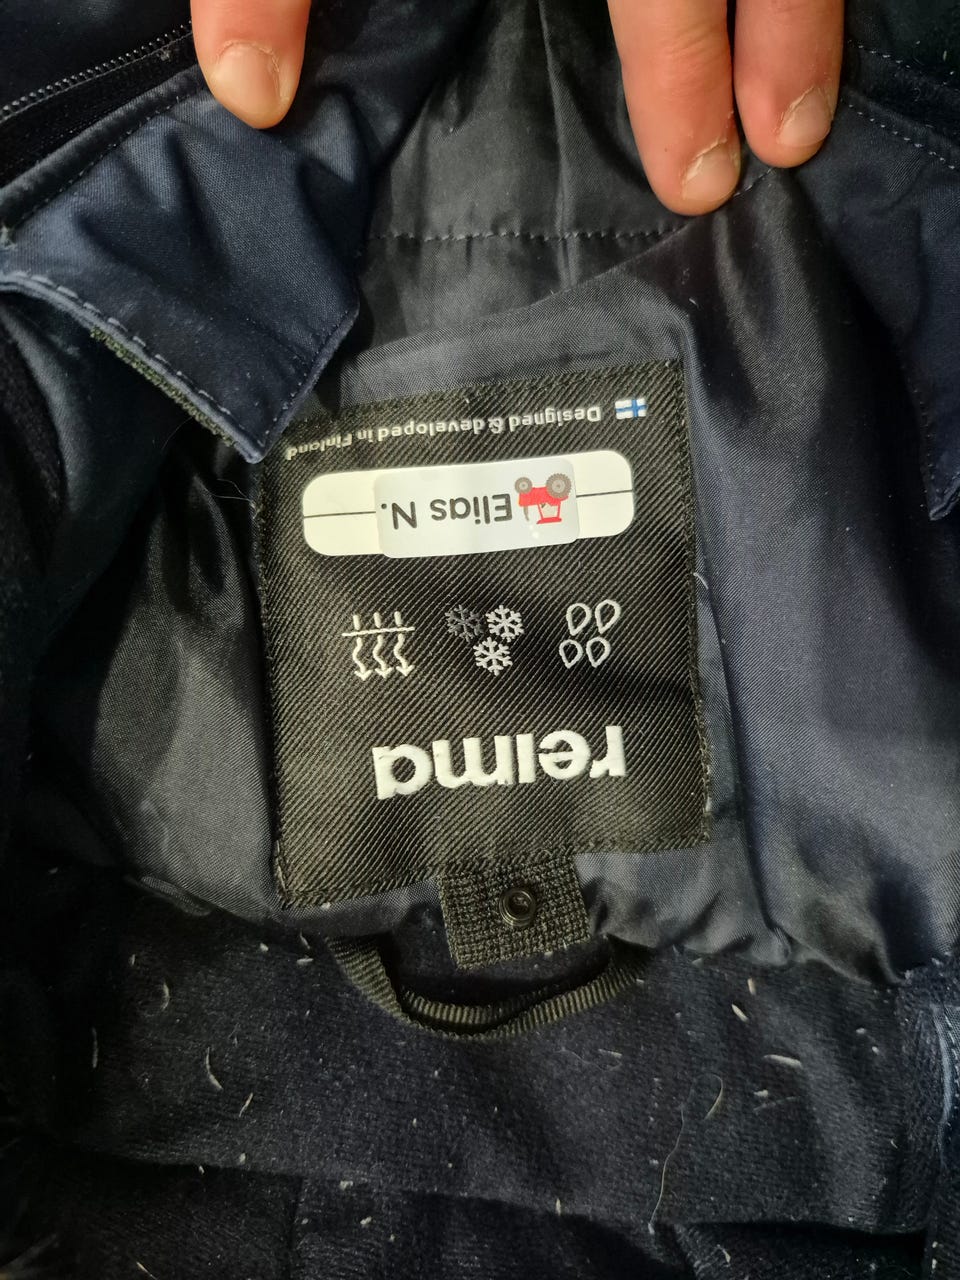 reima
Elias N.
Designed & developed in Finland